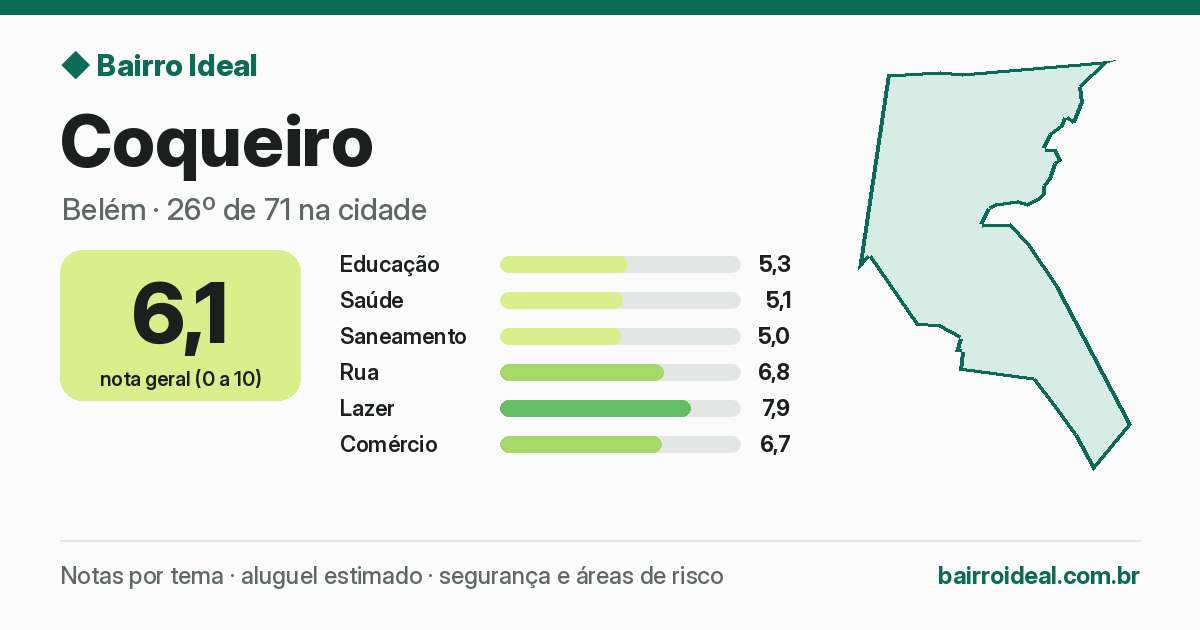 Bairro Ideal
Coqueiro
Belém · 26º de 71 na cidade
6,1
nota geral (0 a 10)
Educação 5,3
Saúde 5,1
Saneamento 5,0
Rua 6,8
Lazer 7,9
Comércio 6,7
Notas por tema · aluguel estimado · segurança e áreas de risco
bairroideal.com.br